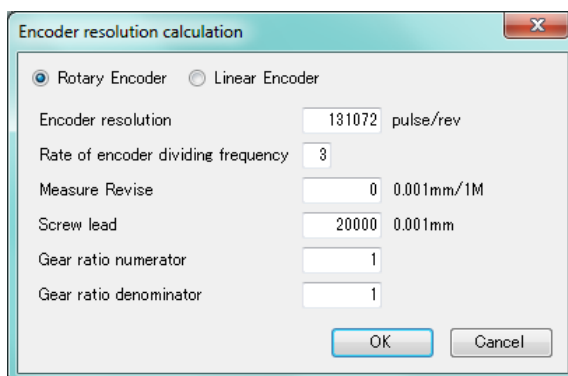 Encoder resolution calculation
Rotary Encoder Linear Encoder
Encoder resolution 131072 pulse/rev
Rate of encoder dividing frequency 3
Measure Revise 0 0.001mm/1M
Screw lead 20000 0.001mm
Gear ratio numerator 1
Gear ratio denominator 1
OK Cancel